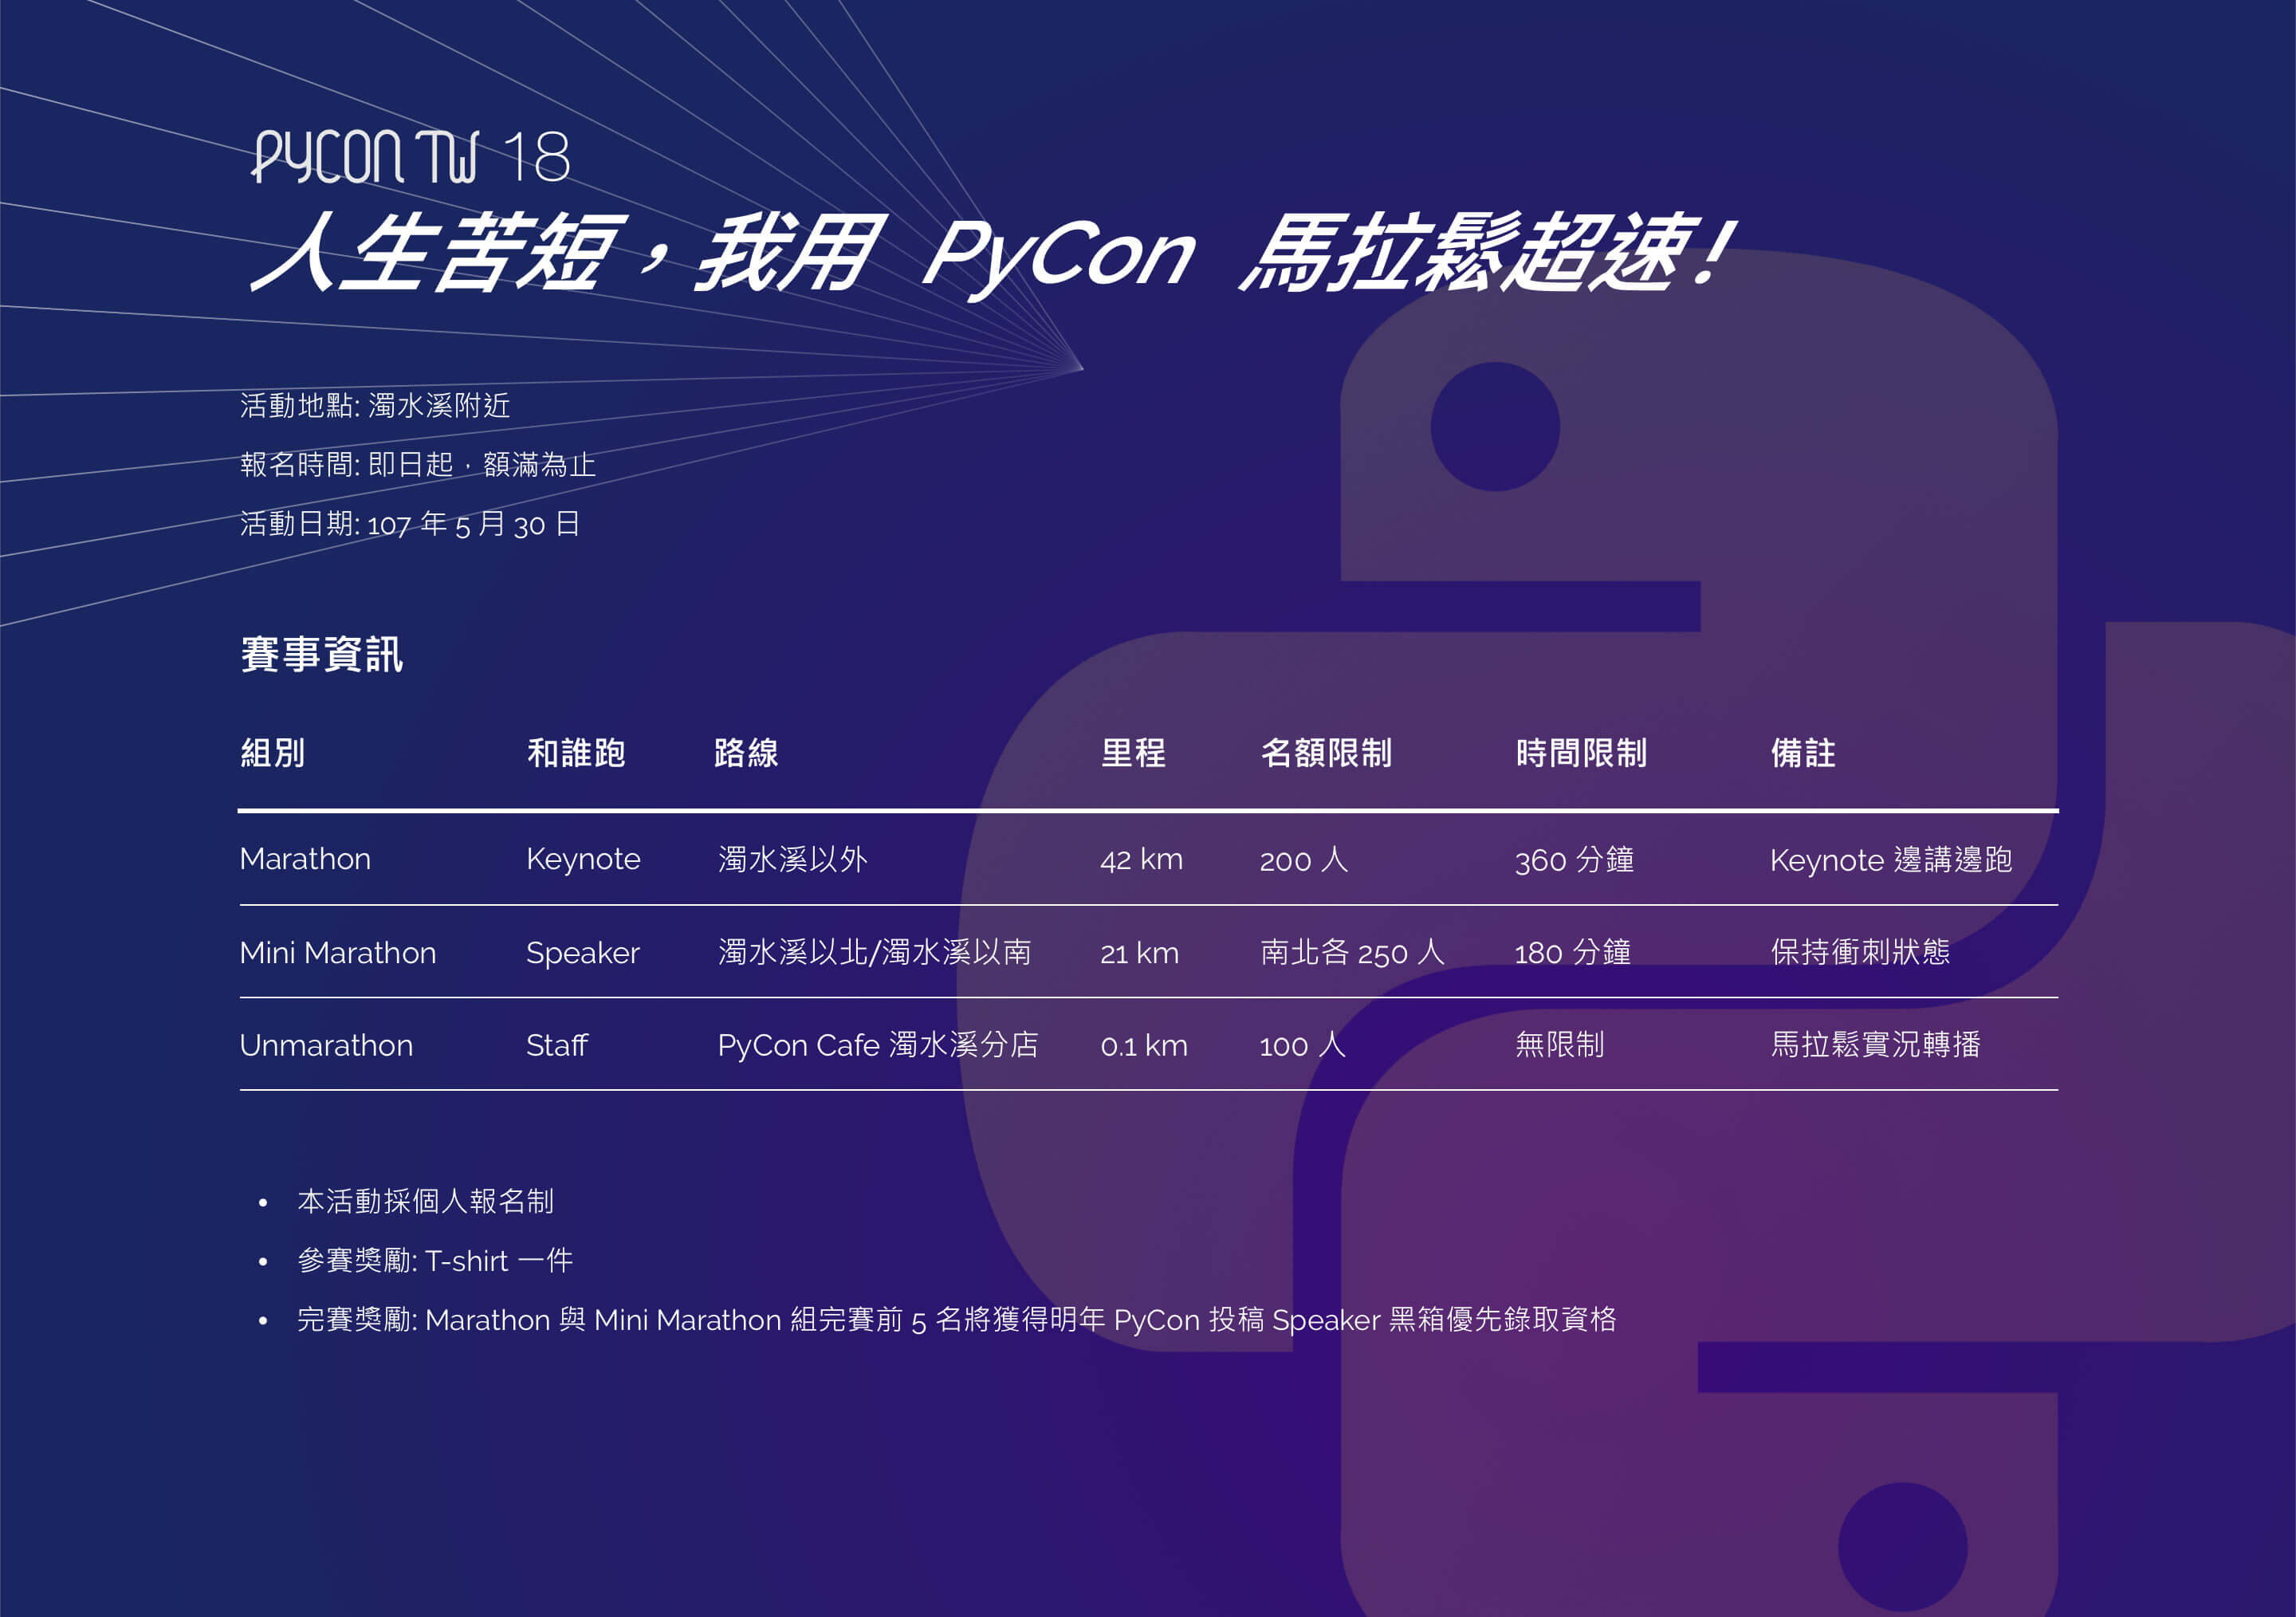 PYCON TW 18
人生苦短，我用 PyCon 馬拉鬆超速！
活動地點: 濁水溪附近
報名時間: 即日起，額滿為止
活動日期: 107 年 5 月 30 日
賽事資訊
組別 和誰跑 路線 里程 名額限制 時間限制 備註
Marathon Keynote 濁水溪以外 42 km 200 人 360 分鐘 Keynote 邊講邊跑
Mini Marathon Speaker 濁水溪以北/濁水溪以南 21 km 南北各 250 人 180 分鐘 保持衝刺狀態
Unmarathon Staff PyCon Cafe 濁水溪分店 0.1 km 100 人 無限制 馬拉鬆實況轉播
• 本活動採個人報名制
• 參賽獎勵: T-shirt 一件
• 完賽獎勵: Marathon 與 Mini Marathon 組完賽前 5 名將獲得明年 PyCon 投稿 Speaker 黑箱優先錄取資格